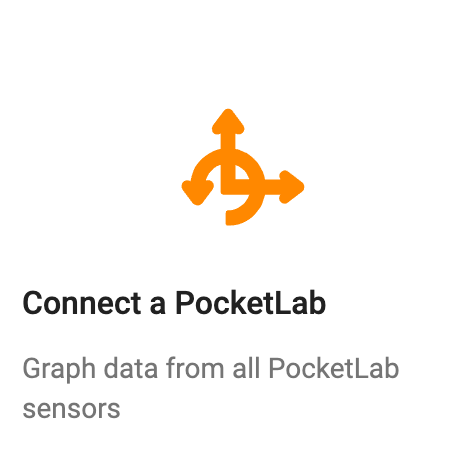 Connect a PocketLab
Graph data from all PocketLab
sensors